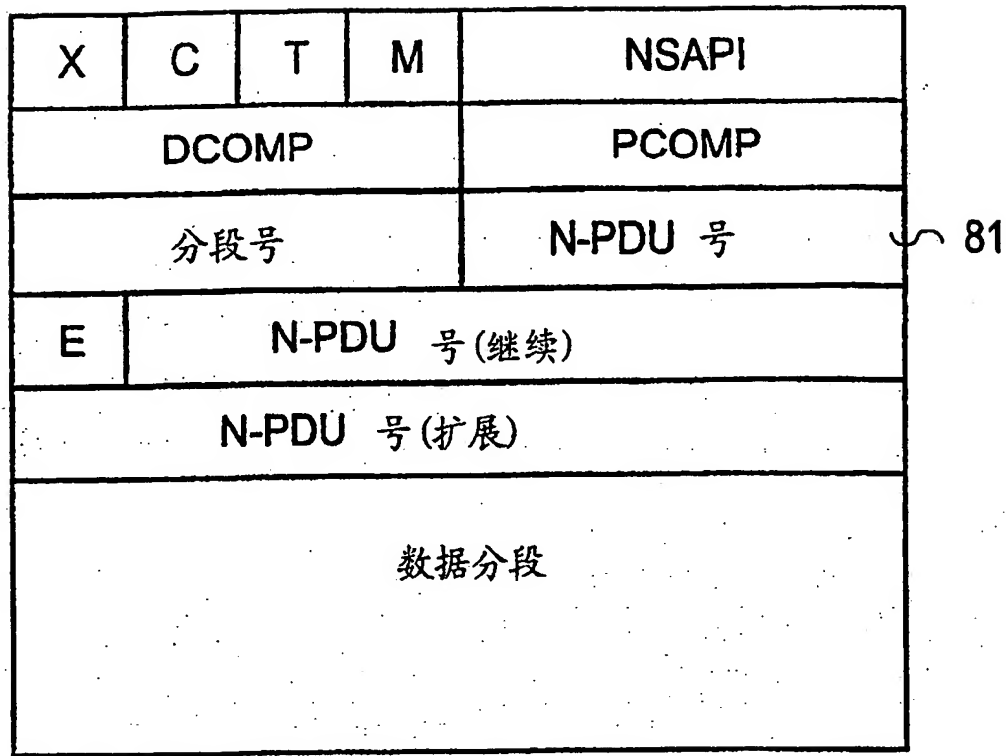 X C T M NSAPI
DCOMP PCOMP
分段号 N-PDU 号 81
E N-PDU 号(继续)
N-PDU 号(扩展)
数据分段